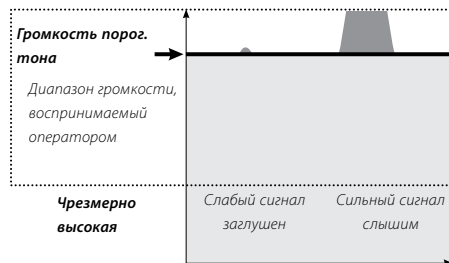 Громкость порог.
тона
Диапазон громкости,
воспринимаемый
оператором
Чрезмерно
высокая
Слабый сигнал
заглушен
Сильный сигнал
слышим